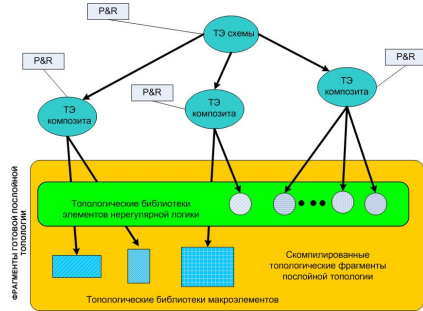 P&R
ТЭ схемы
P&R
P&R
P&R
ТЭ
композита
ТЭ
композита
ТЭ
композита
ФРАГМЕНТЫ ГОТОВОЙ ПОСЛОЙНОЙ
ТОПОЛОГИИ
Топологические библиотеки
элементов нерегулярной логики
Скомпилированные
топологические фрагменты
послойной топологии
Топологические библиотеки макроэлементов